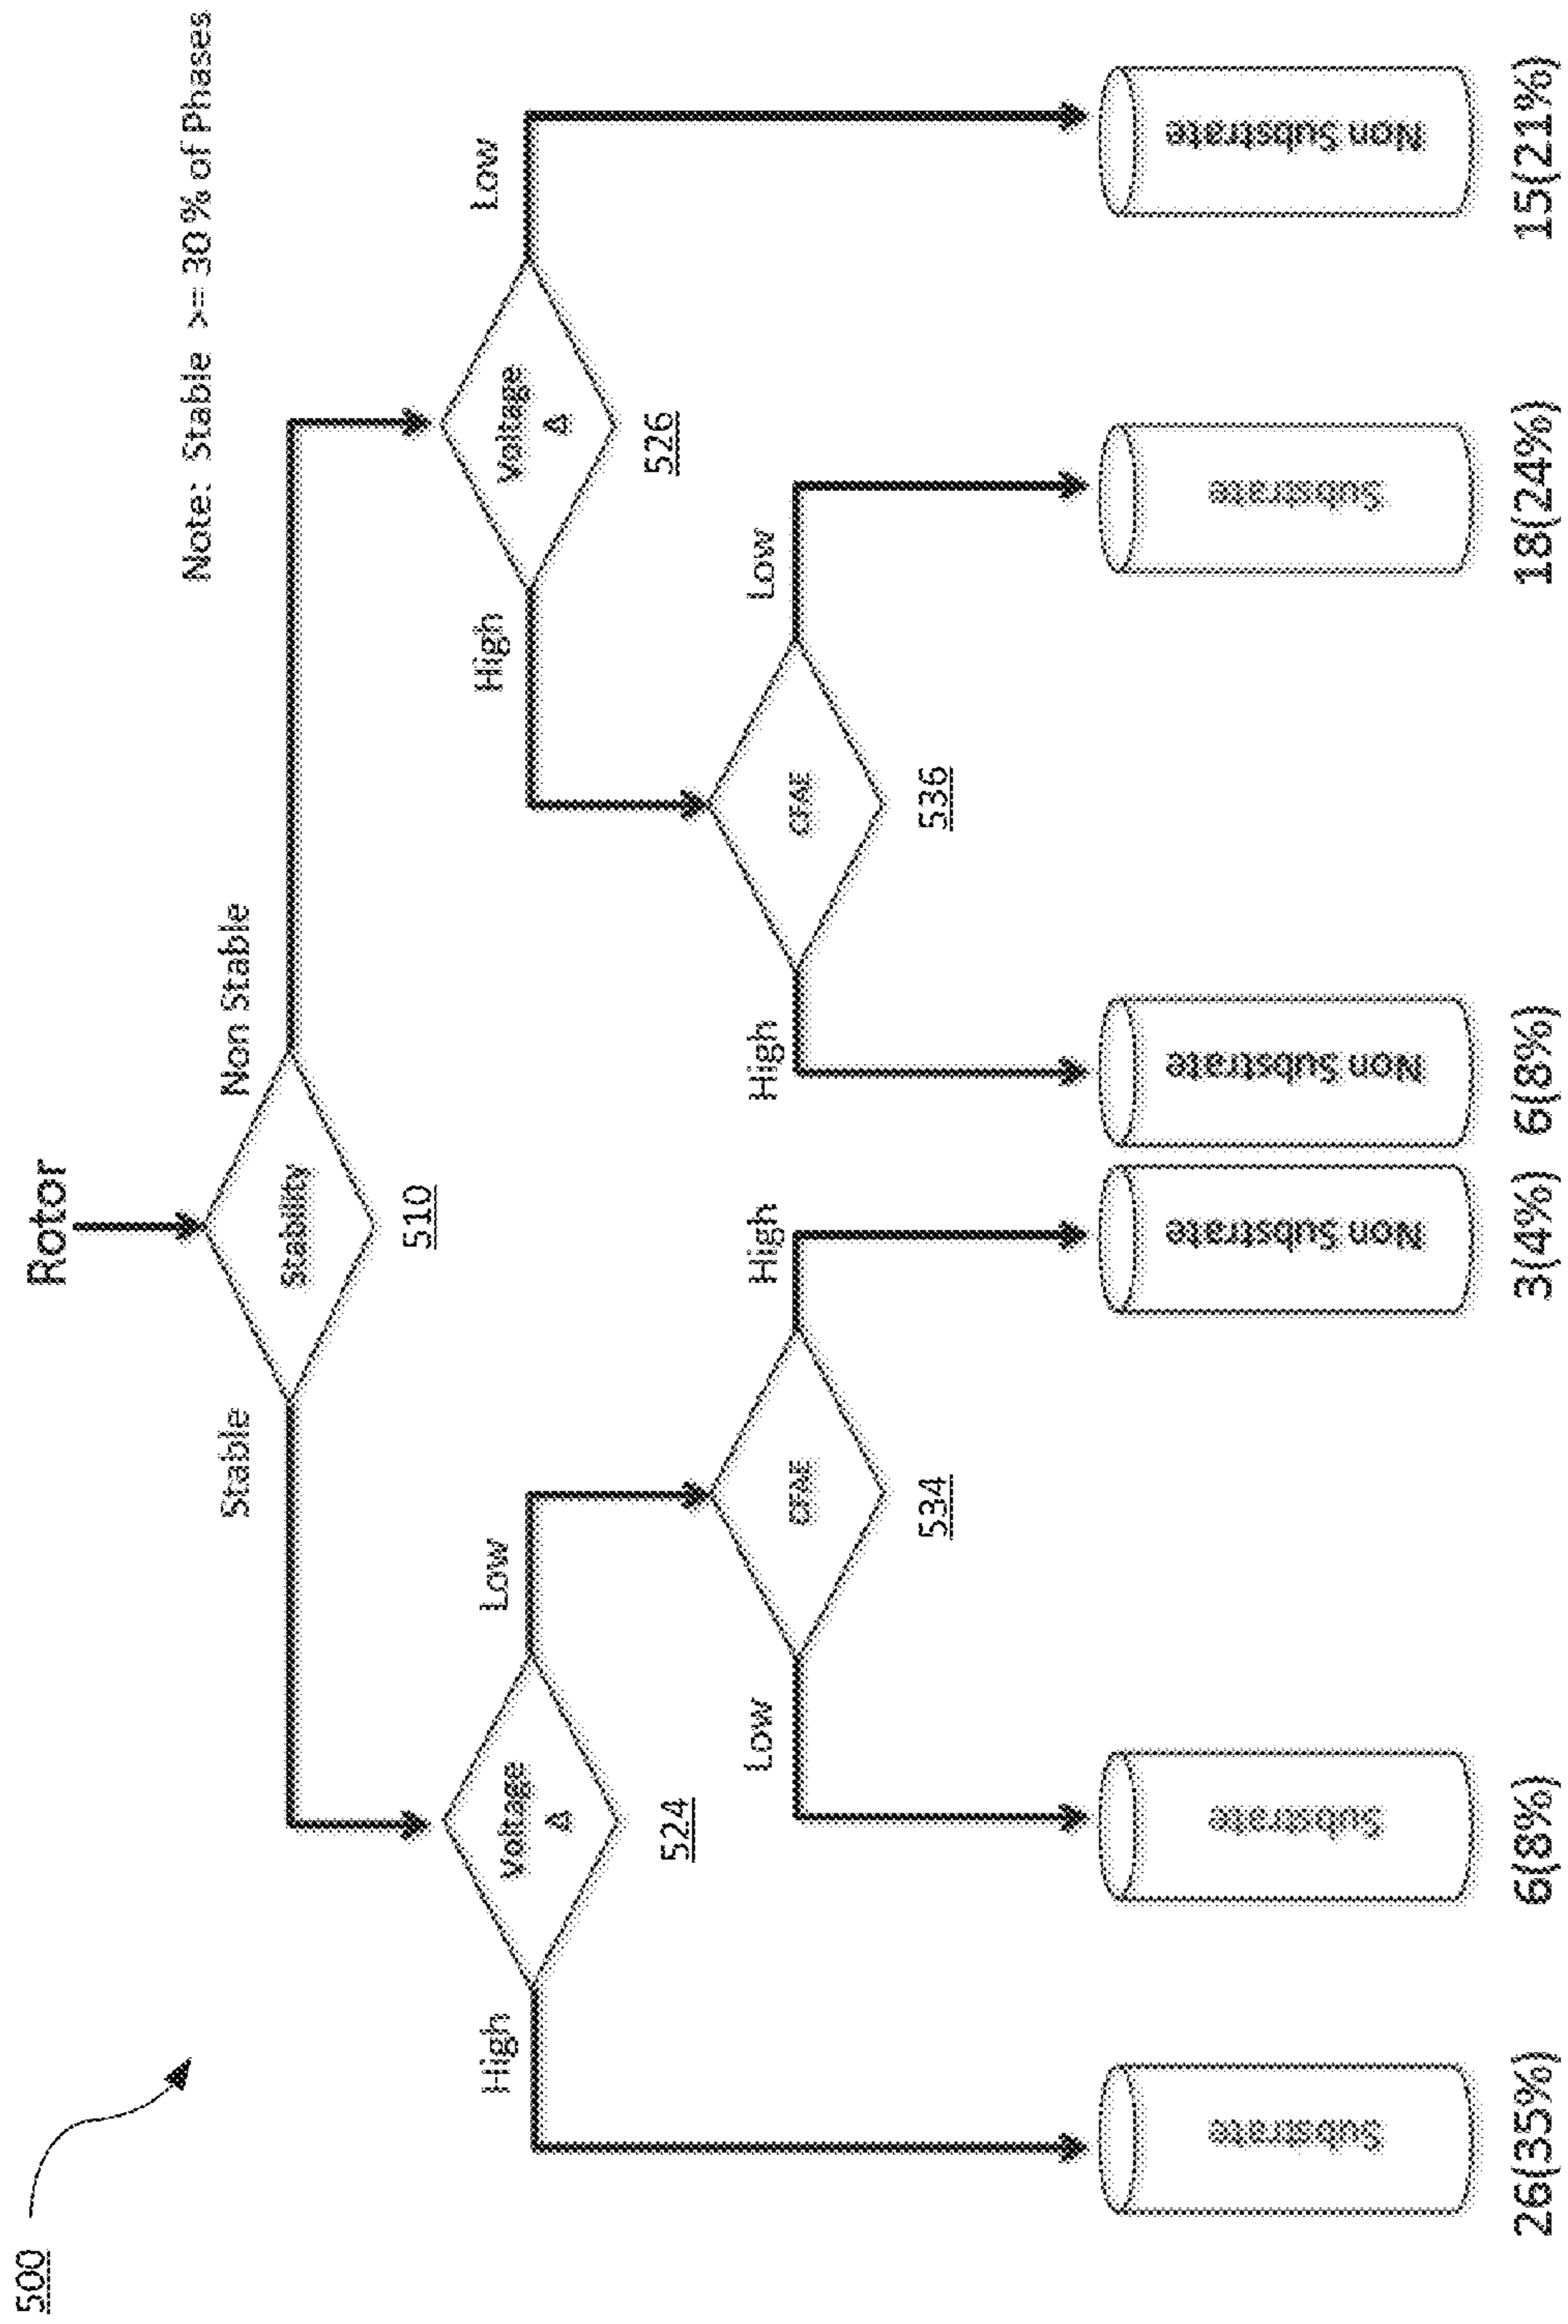 500
Rotor
Note: Stable >= 30 % of Phases
Stable
Non Stable
Stability
510
High
Low
High
Low
Voltage
Δ
524
Voltage
Δ
526
Low
High
High
Low
CFAE
534
CFAE
536
Substrate
Substrate
Non Substrate
Non Substrate
Substrate
Non Substrate
26(35%)
6(8%)
3(4%)
6(8%)
18(24%)
15(21%)